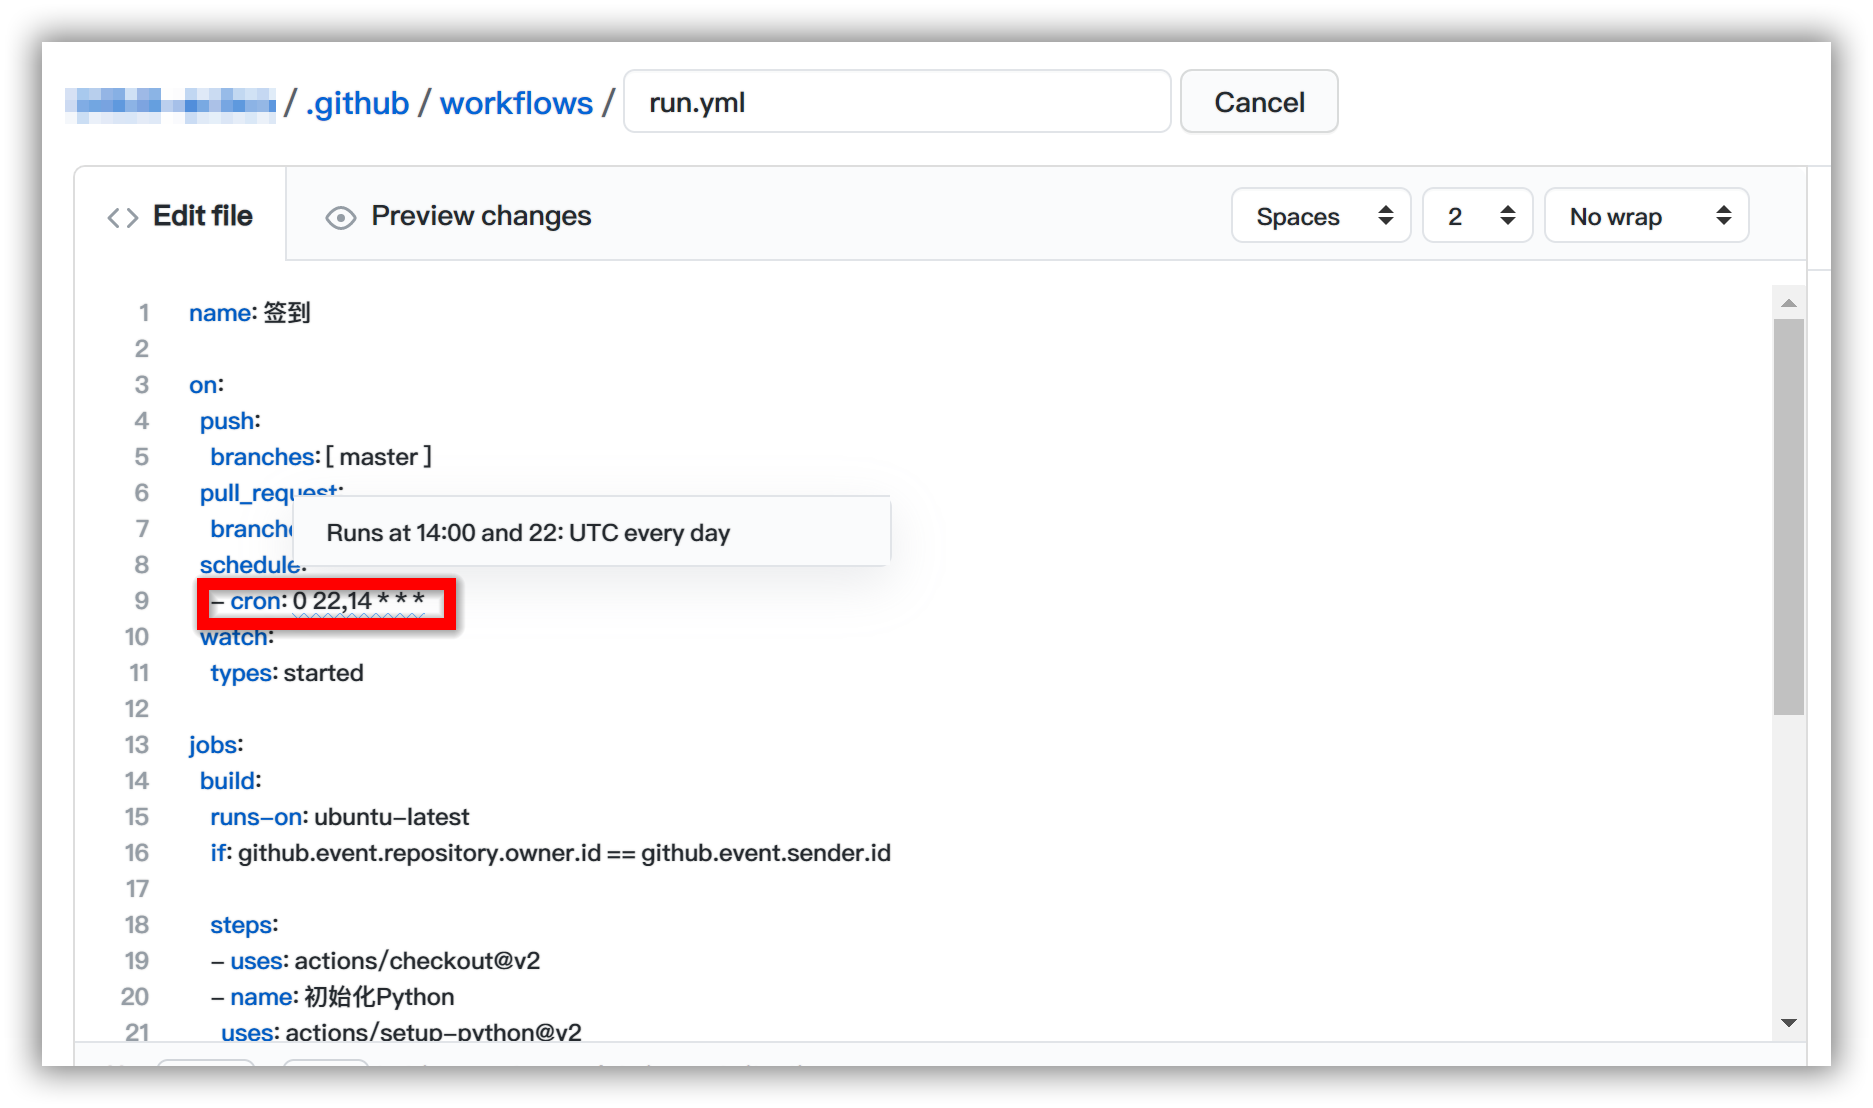 / .github / workflows / run.yml Cancel
Edit file Preview changes Spaces 2 No wrap
1 name: 签到
2
3 on:
4 push:
5 branches: [ master ]
6 pull_request:
7 branche
Runs at 14:00 and 22: UTC every day
8 schedule:
9 - cron: 0 22,14 * * *
10 watch:
11 types: started
12
13 jobs:
14 build:
15 runs-on: ubuntu-latest
16 if: github.event.repository.owner.id == github.event.sender.id
17
18 steps:
19 - uses: actions/checkout@v2
20 - name: 初始化Python
21 uses: actions/setup-python@v2